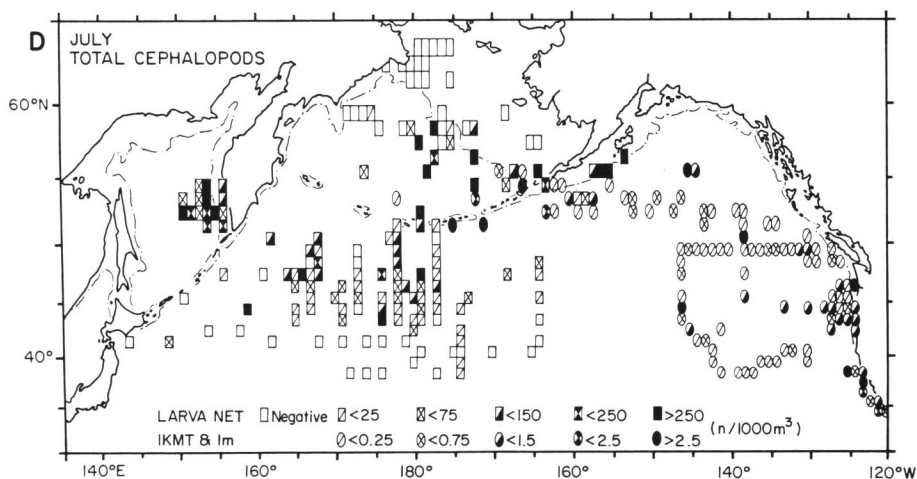 D JULY
TOTAL CEPHALOPODS
60°N
40°
LARVA NET Negative <25 <75 <150 <250 >250
IKMT & 1m <0.25 <0.75 <1.5 <2.5 >2.5 (n/1000m³)
140°E 160° 180° 160° 140° 120°W